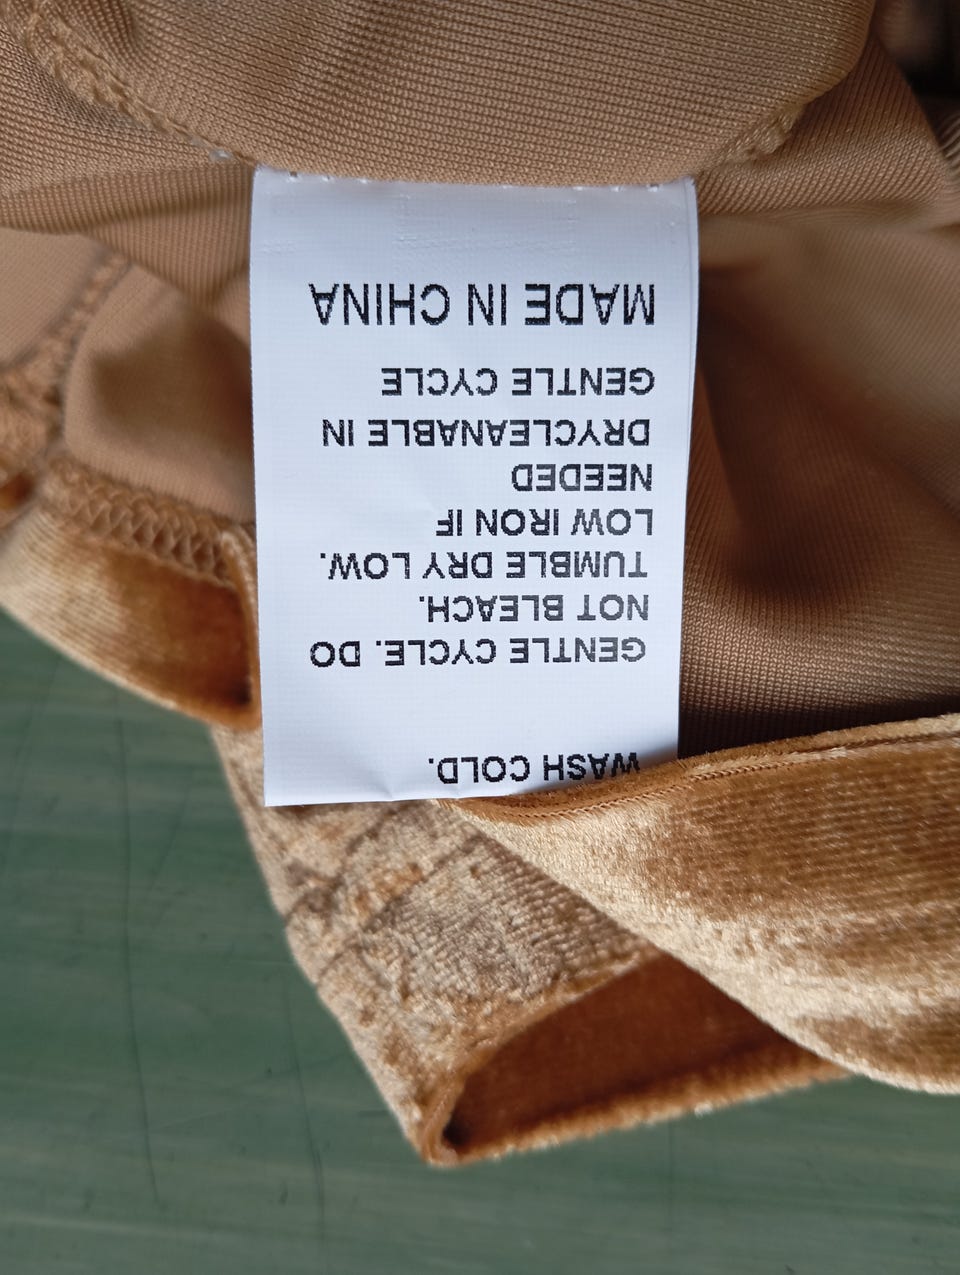 WASH COLD.
GENTLE CYCLE. DO
NOT BLEACH.
TUMBLE DRY LOW.
LOW IRON IF
NEEDED
DRYCLEANABLE IN
GENTLE CYCLE
MADE IN CHINA